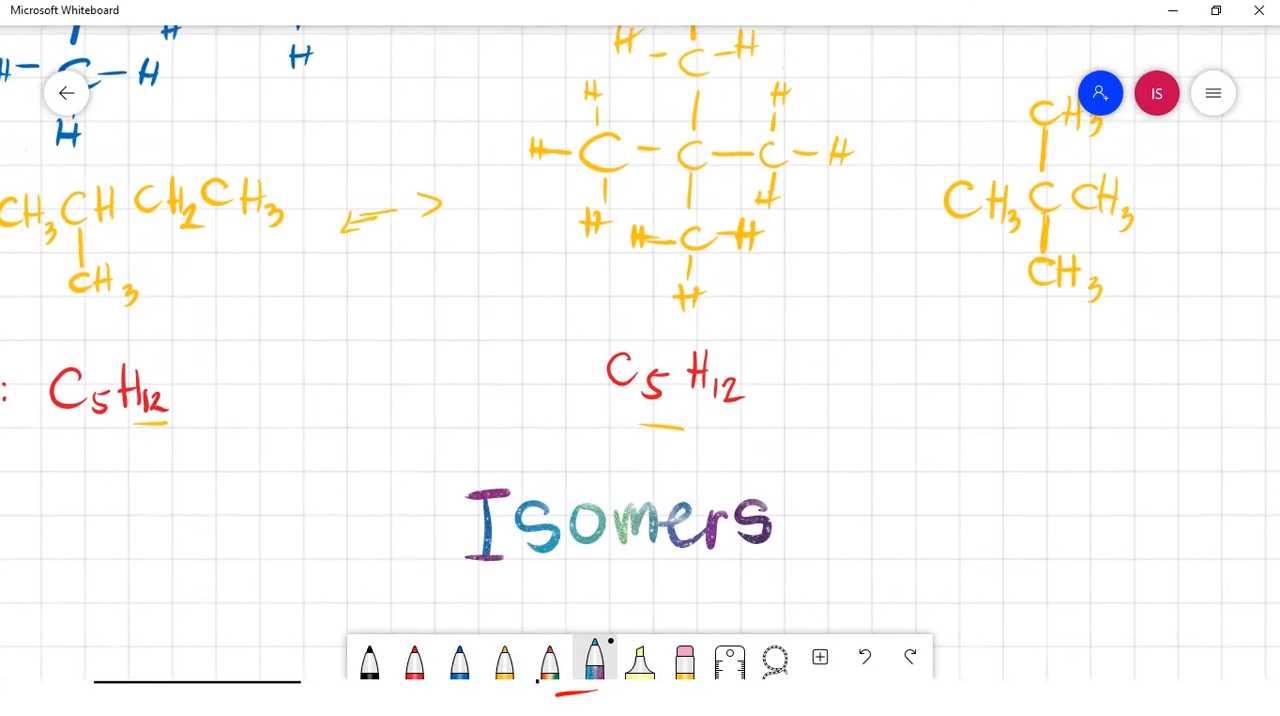 Microsoft Whiteboard
H
H
H – C – H
H
H – C – H
H H
H – C – C – C – H
H H
H – C – H
H
CH3CH CH2CH3
CH3
CH3
CH3 C CH3
CH3
IS
: C5H12
C5H12
Isomers